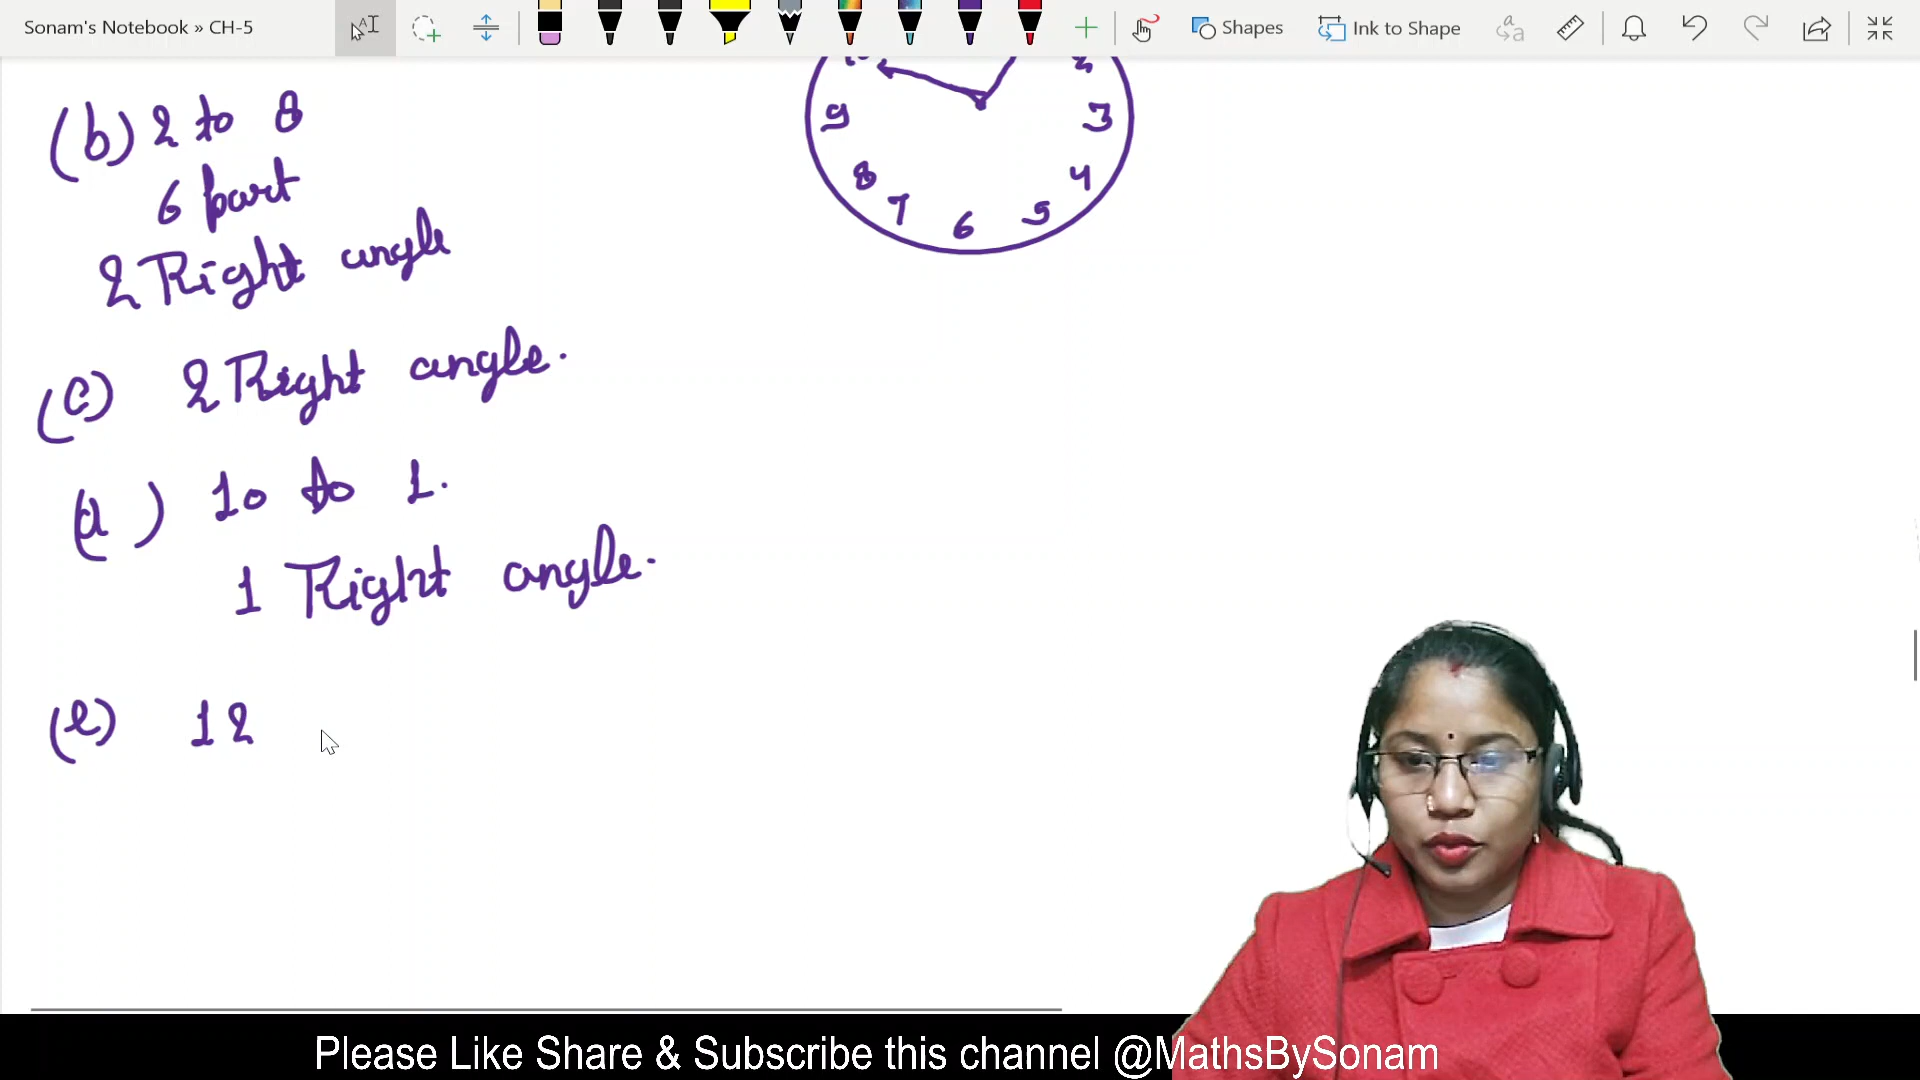 Sonam's Notebook » CH-5
Shapes
Ink to Shape
(b) 2 to 8
6 part
2 Right angle
(c) 2 Right angle.
(d) 10 to 1.
1 Right angle.
(e) 12
2
9 3
8 4
7 5
6
Please Like Share & Subscribe this channel @MathsBySonam